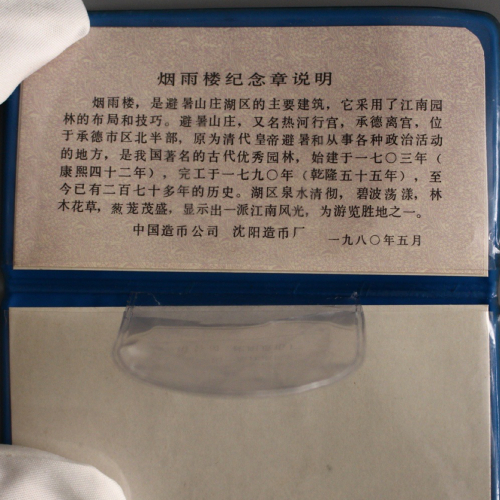 烟雨楼纪念章说明
烟雨楼，是避暑山庄湖区的主要建筑，它采用了江南园
林的布局和技巧。避暑山庄，又名热河行宫，承德离宫，位
于承德市区北半部，原为清代皇帝避暑和从事各种政治活动
的地方，是我国著名的古代优秀园林，始建于一七〇三年（
康熙四十二年），完工于一七九〇年（乾隆五十五年），至
今已有二百七十多年的历史。湖区泉水清彻，碧波荡漾，林
木花草，葱茏茂盛，显示出一派江南风光，为游览胜地之一。
中国造币公司 沈阳造币厂 一九八〇年五月